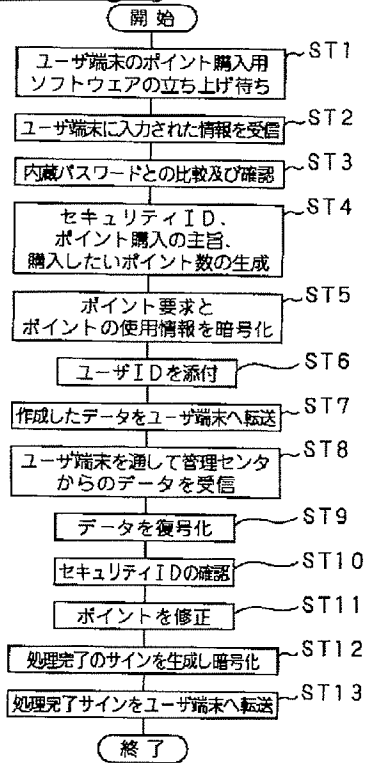 開始
ユーザ端末のポイント購入用
ソフトウェアの立ち上げ待ち
ST1
ユーザ端末に入力された情報を受信
ST2
内蔵パスワードとの比較及び確認
ST3
セキュリティID、
ポイント購入の主旨、
購入したいポイント数の生成
ST4
ポイント要求と
ポイントの使用情報を暗号化
ST5
ユーザIDを添付
ST6
作成したデータをユーザ端末へ転送
ST7
ユーザ端末を通して管理センタ
からのデータを受信
ST8
データを復号化
ST9
セキュリティIDの確認
ST10
ポイントを修正
ST11
処理完了のサインを生成し暗号化
ST12
処理完了サインをユーザ端末へ転送
ST13
終了